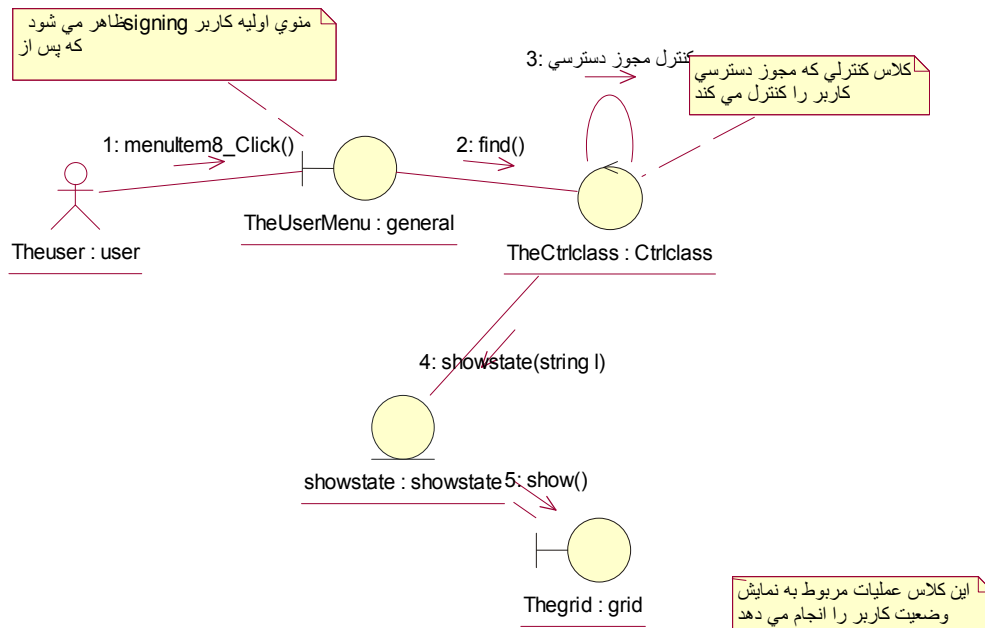 منوي اوليه كاربر signingظاهر مي شود
كه پس از
3: كنترل مجوز دسترسي
كلاس كنترلي كه مجوز دسترسي
كاربر را كنترل مي كند
1: menuItem8_Click()
2: find()
TheUserMenu : general
Theuser : user
TheCtrlclass : Ctrlclass
4: showstate(string l)
showstate : showstate
5: show()
Thegrid : grid
اين كلاس عمليات مربوط به نمايش
وضعيت كاربر را انجام مي دهد